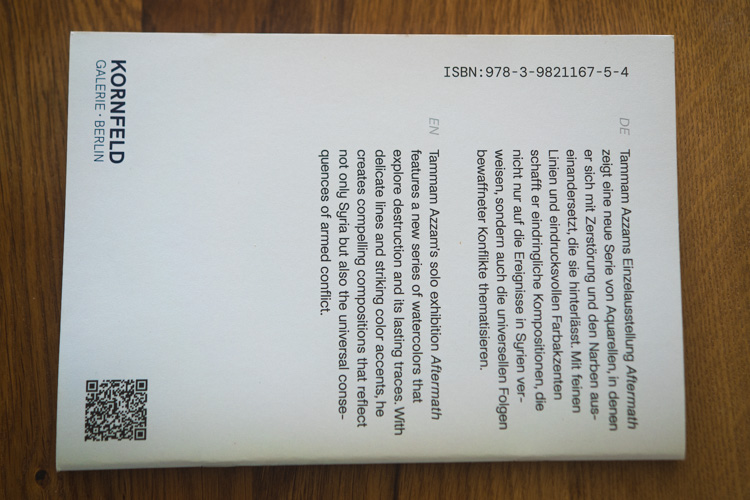 ISBN:978-3-9821167-5-4
DE
Tammam Azzams Einzelausstellung Aftermath
zeigt eine neue Serie von Aquarellen, in denen
er sich mit Zerstörung und den Narben aus-
einandersetzt, die sie hinterlässt. Mit feinen
Linien und eindrucksvollen Farbakzenten
schafft er eindringliche Kompositionen, die
nicht nur auf die Ereignisse in Syrien ver-
weisen, sondern auch die universellen Folgen
bewaffneter Konflikte thematisieren.
EN
Tammam Azzam's solo exhibition Aftermath
features a new series of watercolors that
explore destruction and its lasting traces. With
delicate lines and striking color accents, he
creates compelling compositions that reflect
not only Syria but also the universal conse-
quences of armed conflict.
KORNFELD
GALERIE · BERLIN